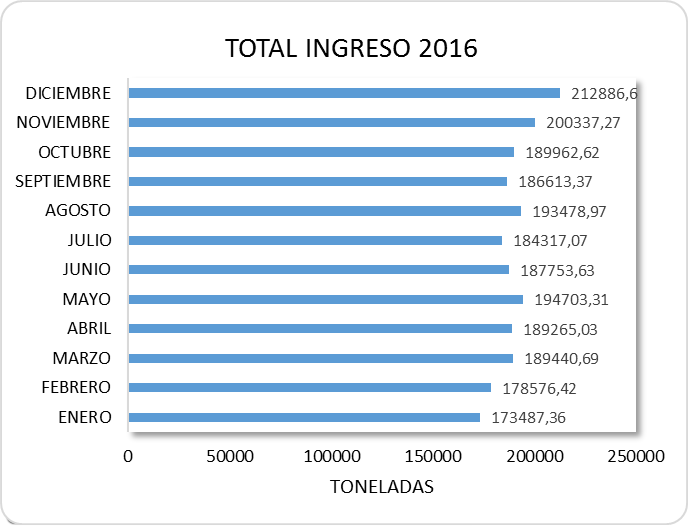 TOTAL INGRESO 2016
DICIEMBRE 212886,6
NOVIEMBRE 200337,27
OCTUBRE 189962,62
SEPTIEMBRE 186613,37
AGOSTO 193478,97
JULIO 184317,07
JUNIO 187753,63
MAYO 194703,31
ABRIL 189265,03
MARZO 189440,69
FEBRERO 178576,42
ENERO 173487,36
0 50000 100000 150000 200000 250000
TONELADAS